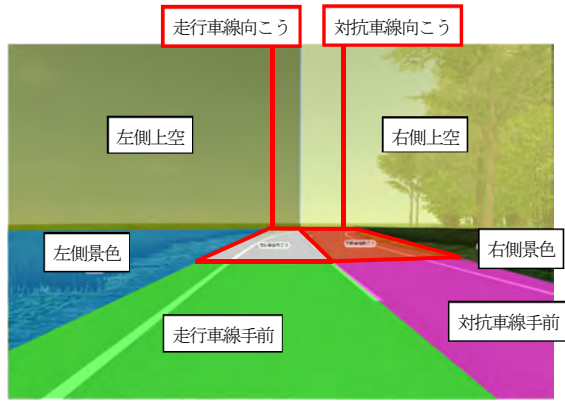 走行車線向こう
対抗車線向こう
左側上空
右側上空
左側景色
右側景色
走行車線手前
対抗車線手前